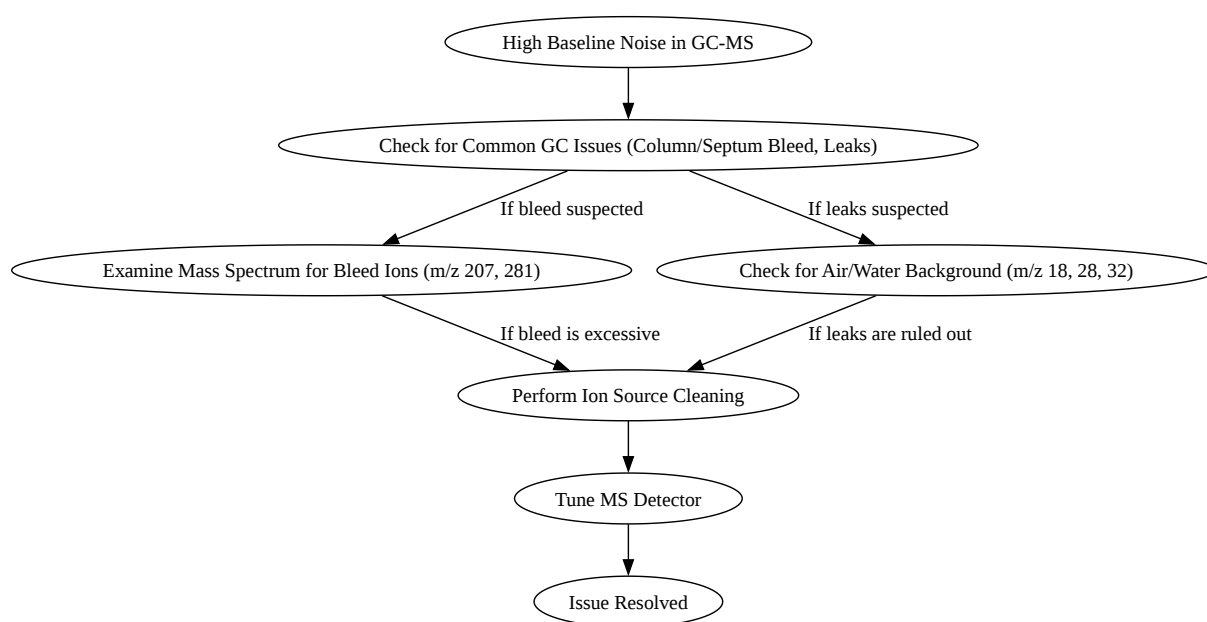 High Baseline Noise in GC-MS
Check for Common GC Issues (Column/Septum Bleed, Leaks)
If bleed suspected
If leaks suspected
Examine Mass Spectrum for Bleed Ions (m/z 207, 281)
Check for Air/Water Background (m/z 18, 28, 32)
If bleed is excessive
If leaks are ruled out
Perform Ion Source Cleaning
Tune MS Detector
Issue Resolved